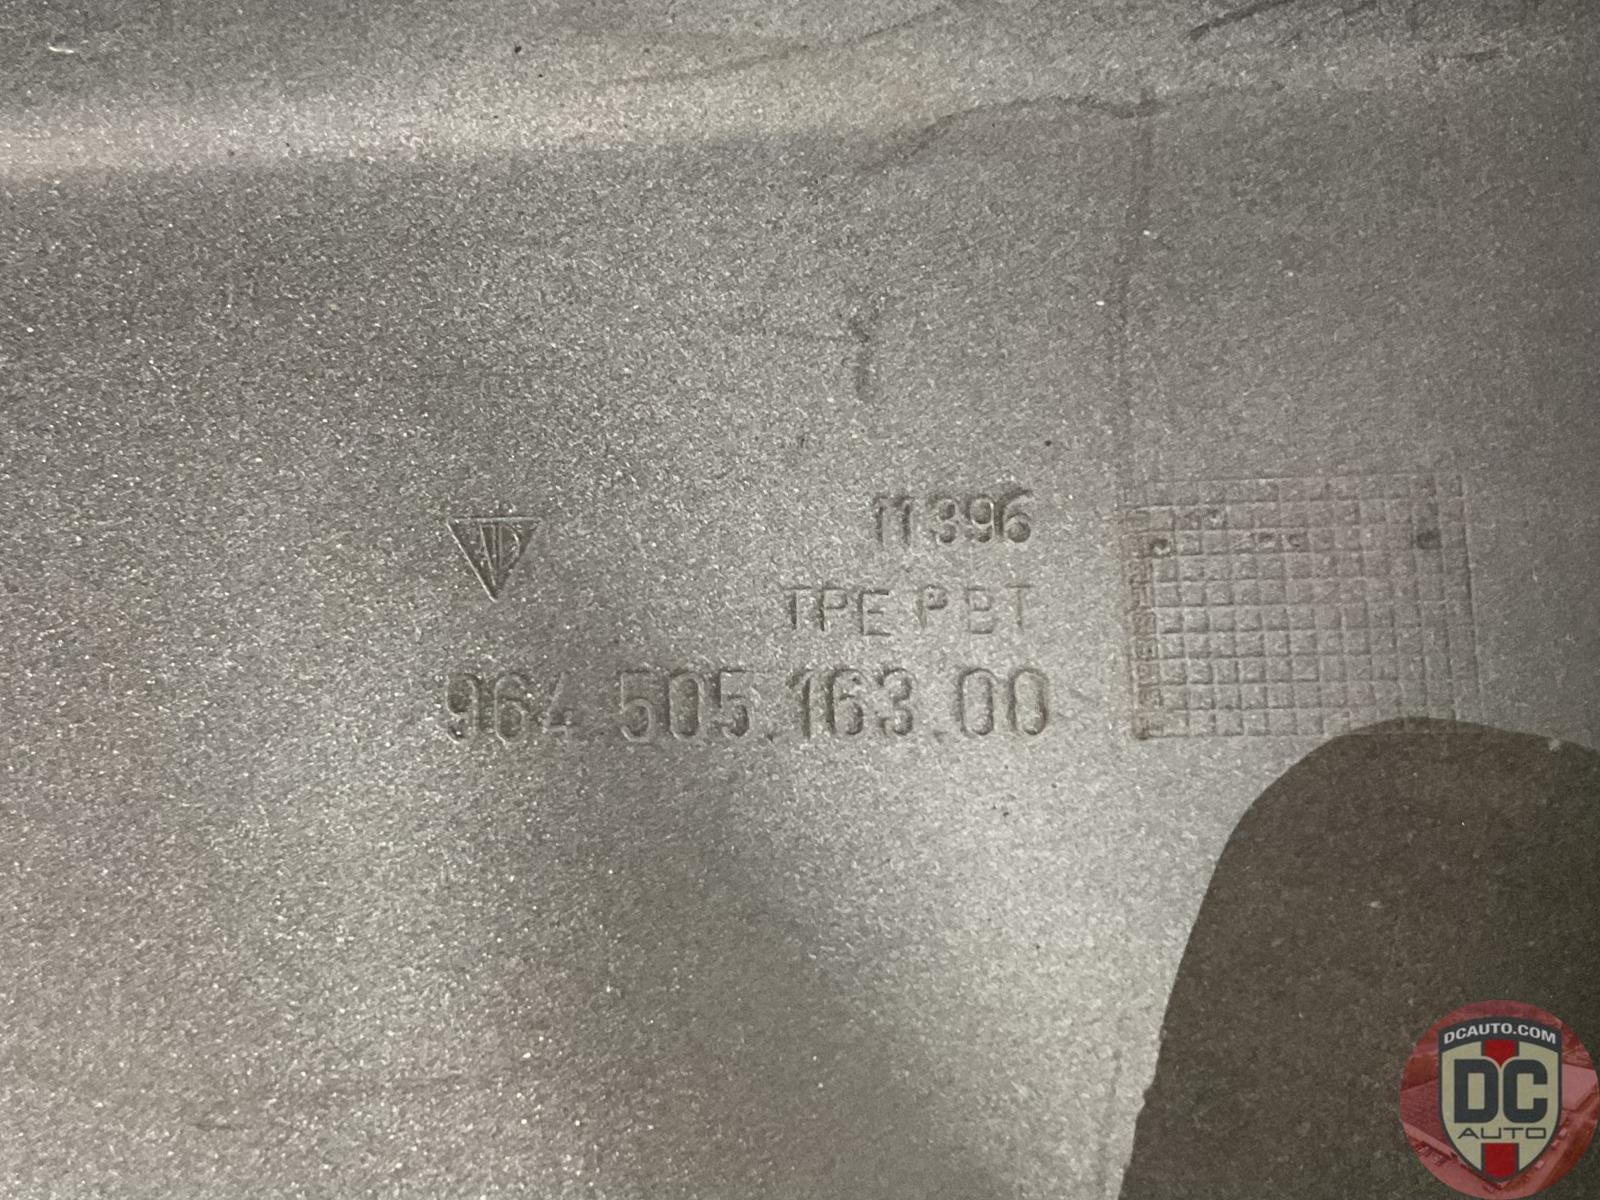 11396
TPE PBT
964.505.163.00
DCAUTO.COM
DC
AUTO